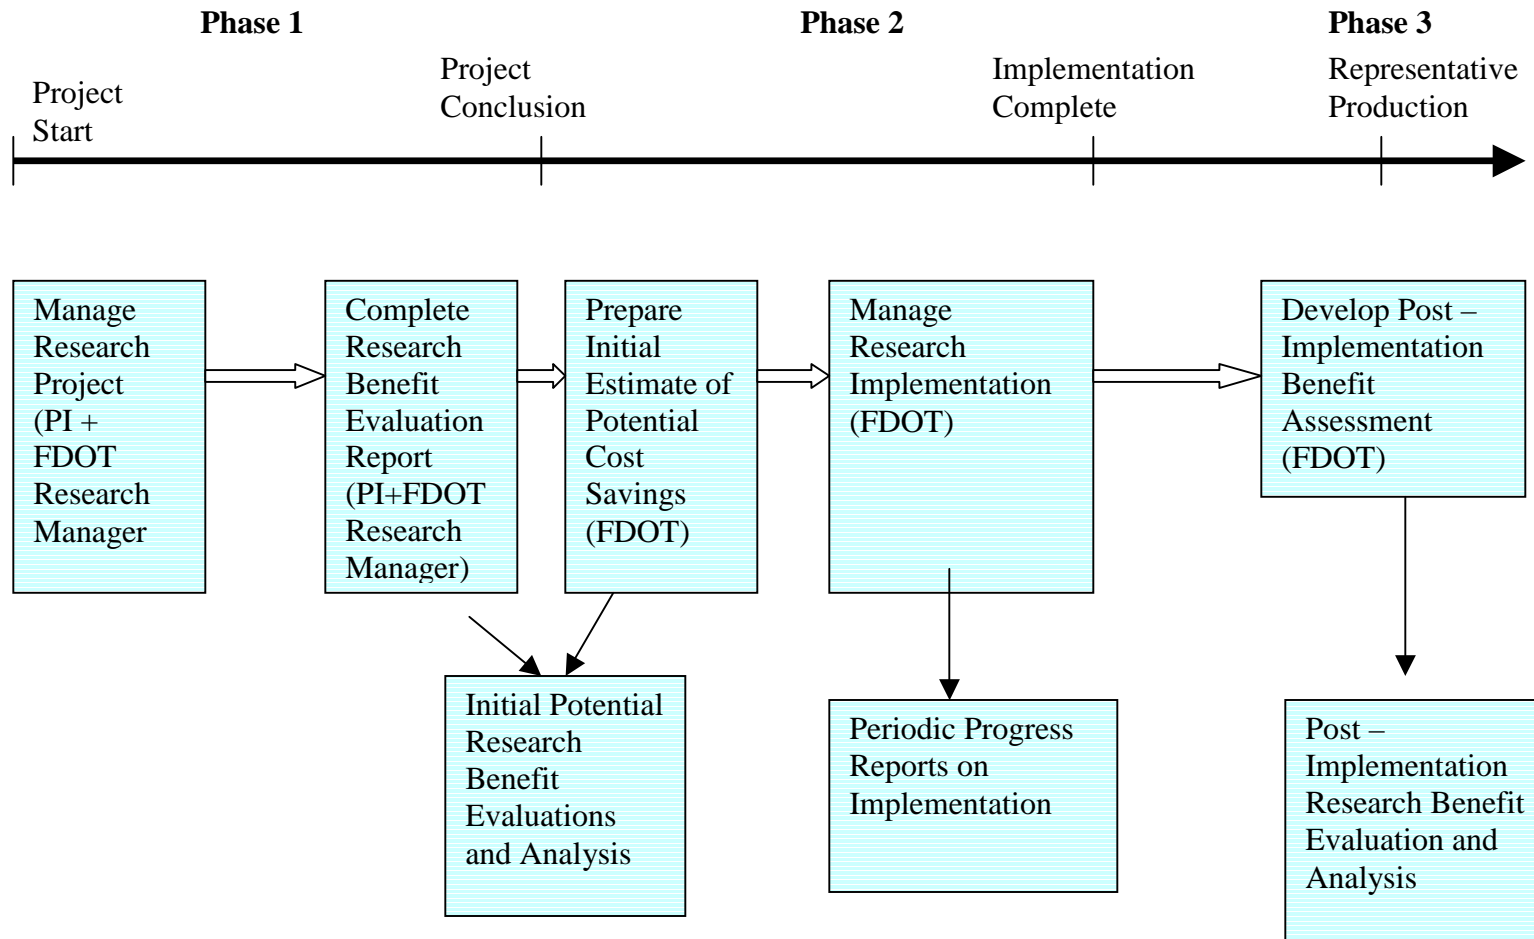 Phase 1
Phase 2
Phase 3
Project
Start
Project
Conclusion
Implementation
Complete
Representative
Production
Manage
Research
Project
(PI +
FDOT
Research
Manager
Complete
Research
Benefit
Evaluation
Report
(PI+FDOT
Research
Manager)
Prepare
Initial
Estimate of
Potential
Cost
Savings
(FDOT)
Manage
Research
Implementation
(FDOT)
Develop Post –
Implementation
Benefit
Assessment
(FDOT)
Initial Potential
Research
Benefit
Evaluations
and Analysis
Periodic Progress
Reports on
Implementation
Post –
Implementation
Research Benefit
Evaluation and
Analysis